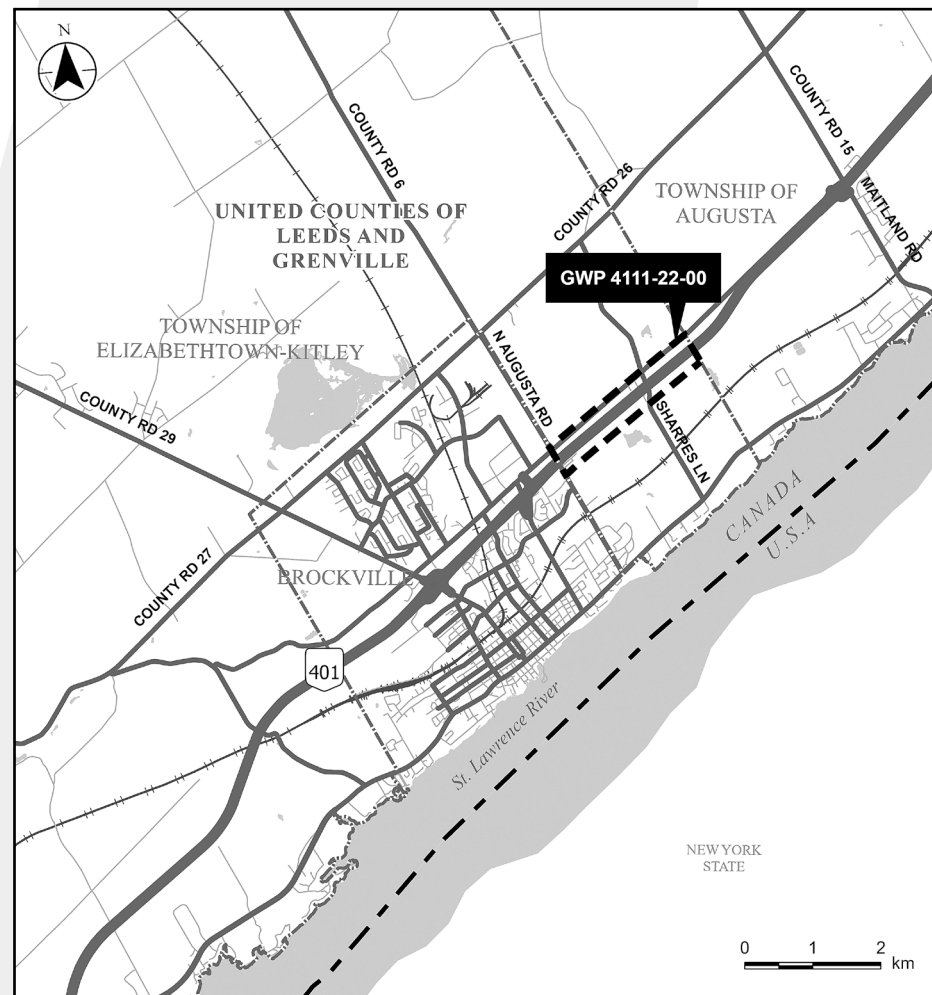 N
COUNTY RD 6
COUNTY RD 15
COUNTY RD 26
TOWNSHIP OF
AUGUSTA
MAITLAND RD
UNITED COUNTIES OF
LEEDS AND
GRENVILLE
GWP 4111-22-00
TOWNSHIP OF
ELIZABETHTOWN-KITLEY
N AUGUSTA RD
COUNTY RD 29
SHARPES LN
CANADA
U.S.A
COUNTY RD 27
BROCKVILLE
401
St. Lawrence River
NEW YORK
STATE
0 1 2
km